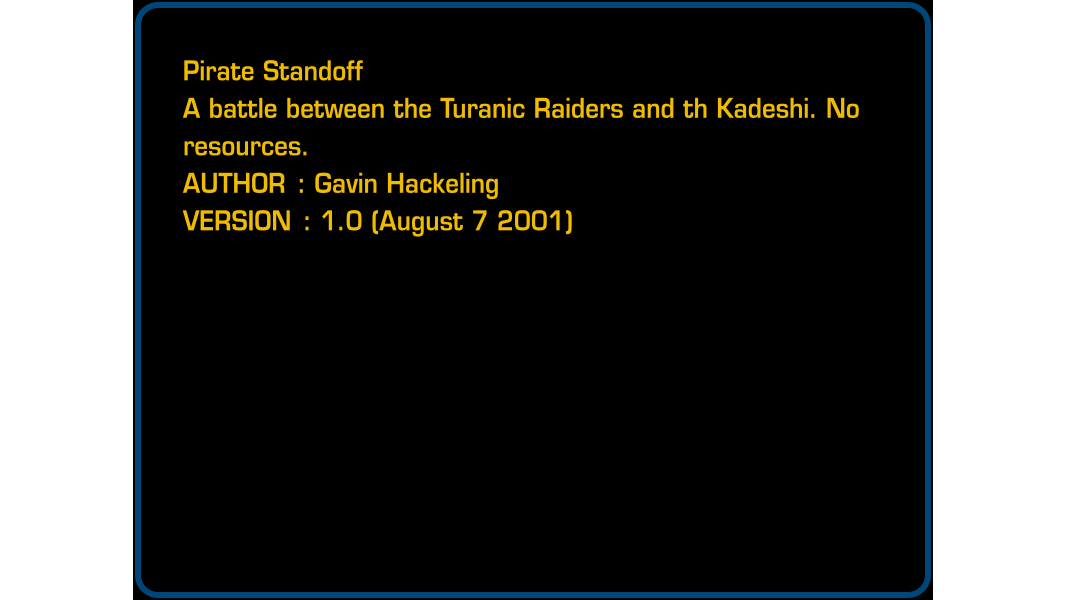 Pirate Standoff
A battle between the Turanic Raiders and th Kadeshi. No
resources.
AUTHOR : Gavin Hackeling
VERSION : 1.0 (August 7 2001)